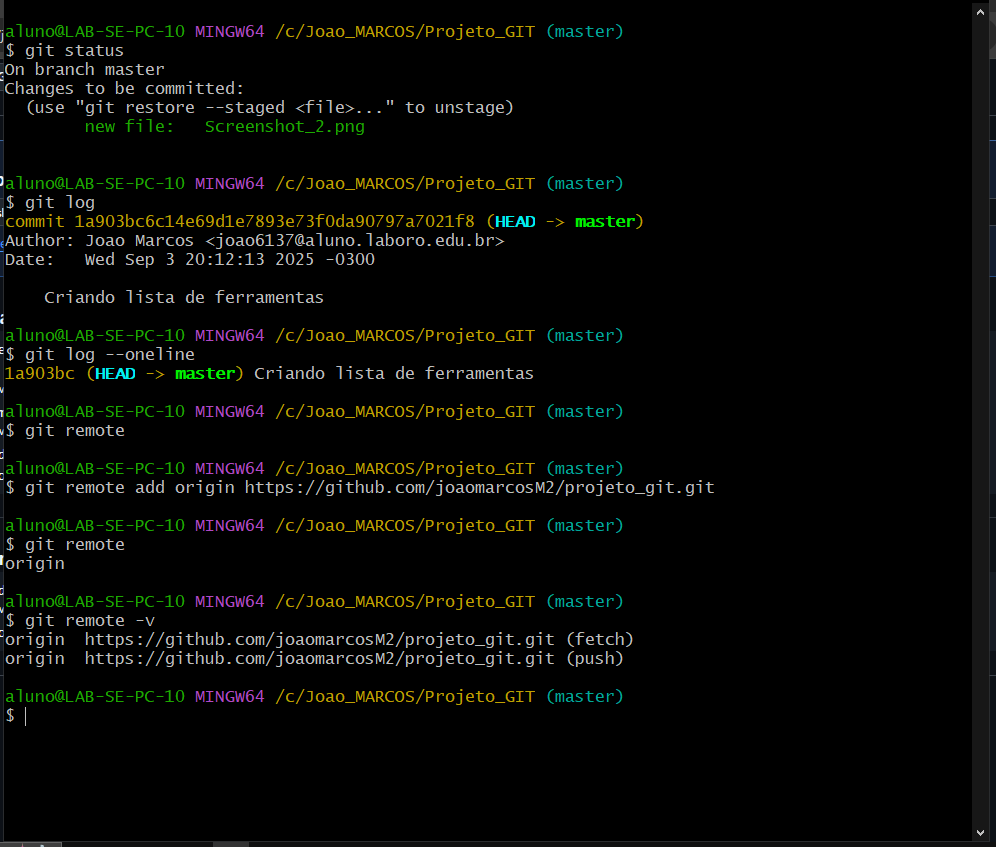 aluno@LAB-SE-PC-10 MINGW64 /c/Joao_MARCOS/Projeto_GIT (master)
$ git status
On branch master
Changes to be committed:
  (use "git restore --staged <file>..." to unstage)
        new file:   Screenshot_2.png
aluno@LAB-SE-PC-10 MINGW64 /c/Joao_MARCOS/Projeto_GIT (master)
$ git log
commit 1a903bc6c14e69d1e7893e73f0da90797a7021f8 (HEAD -> master)
Author: Joao Marcos <joao6137@aluno.laboro.edu.br>
Date:   Wed Sep 3 20:12:13 2025 -0300
    Criando lista de ferramentas
aluno@LAB-SE-PC-10 MINGW64 /c/Joao_MARCOS/Projeto_GIT (master)
$ git log --oneline
1a903bc (HEAD -> master) Criando lista de ferramentas
aluno@LAB-SE-PC-10 MINGW64 /c/Joao_MARCOS/Projeto_GIT (master)
$ git remote
aluno@LAB-SE-PC-10 MINGW64 /c/Joao_MARCOS/Projeto_GIT (master)
$ git remote add origin https://github.com/joaomarcosM2/projeto_git.git
aluno@LAB-SE-PC-10 MINGW64 /c/Joao_MARCOS/Projeto_GIT (master)
$ git remote
origin
aluno@LAB-SE-PC-10 MINGW64 /c/Joao_MARCOS/Projeto_GIT (master)
$ git remote -v
origin  https://github.com/joaomarcosM2/projeto_git.git (fetch)
origin  https://github.com/joaomarcosM2/projeto_git.git (push)
aluno@LAB-SE-PC-10 MINGW64 /c/Joao_MARCOS/Projeto_GIT (master)
$